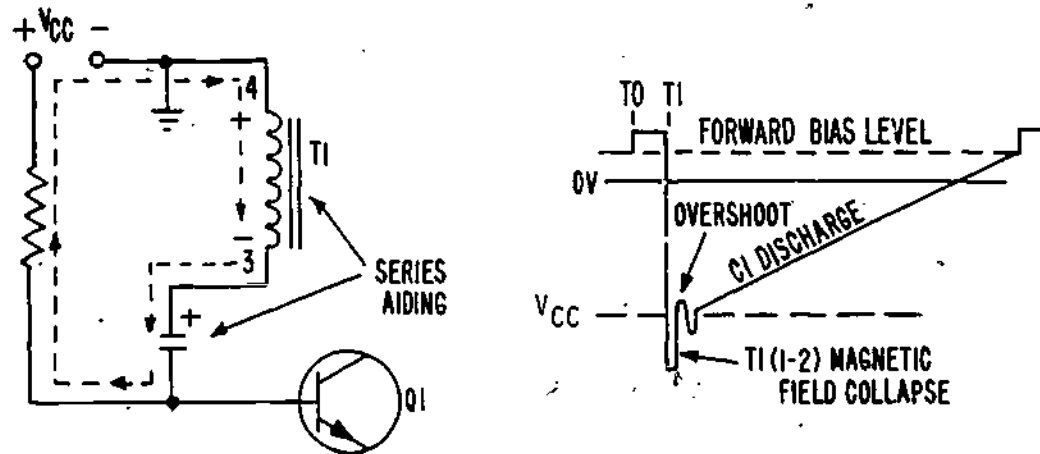 + VCC -
4
+
T1
-
3
SERIES
AIDING
+
Q1
T0 T1
FORWARD BIAS LEVEL
0V
OVERSHOOT
C1 DISCHARGE
VCC
T1 (1-2) MAGNETIC
FIELD COLLAPSE